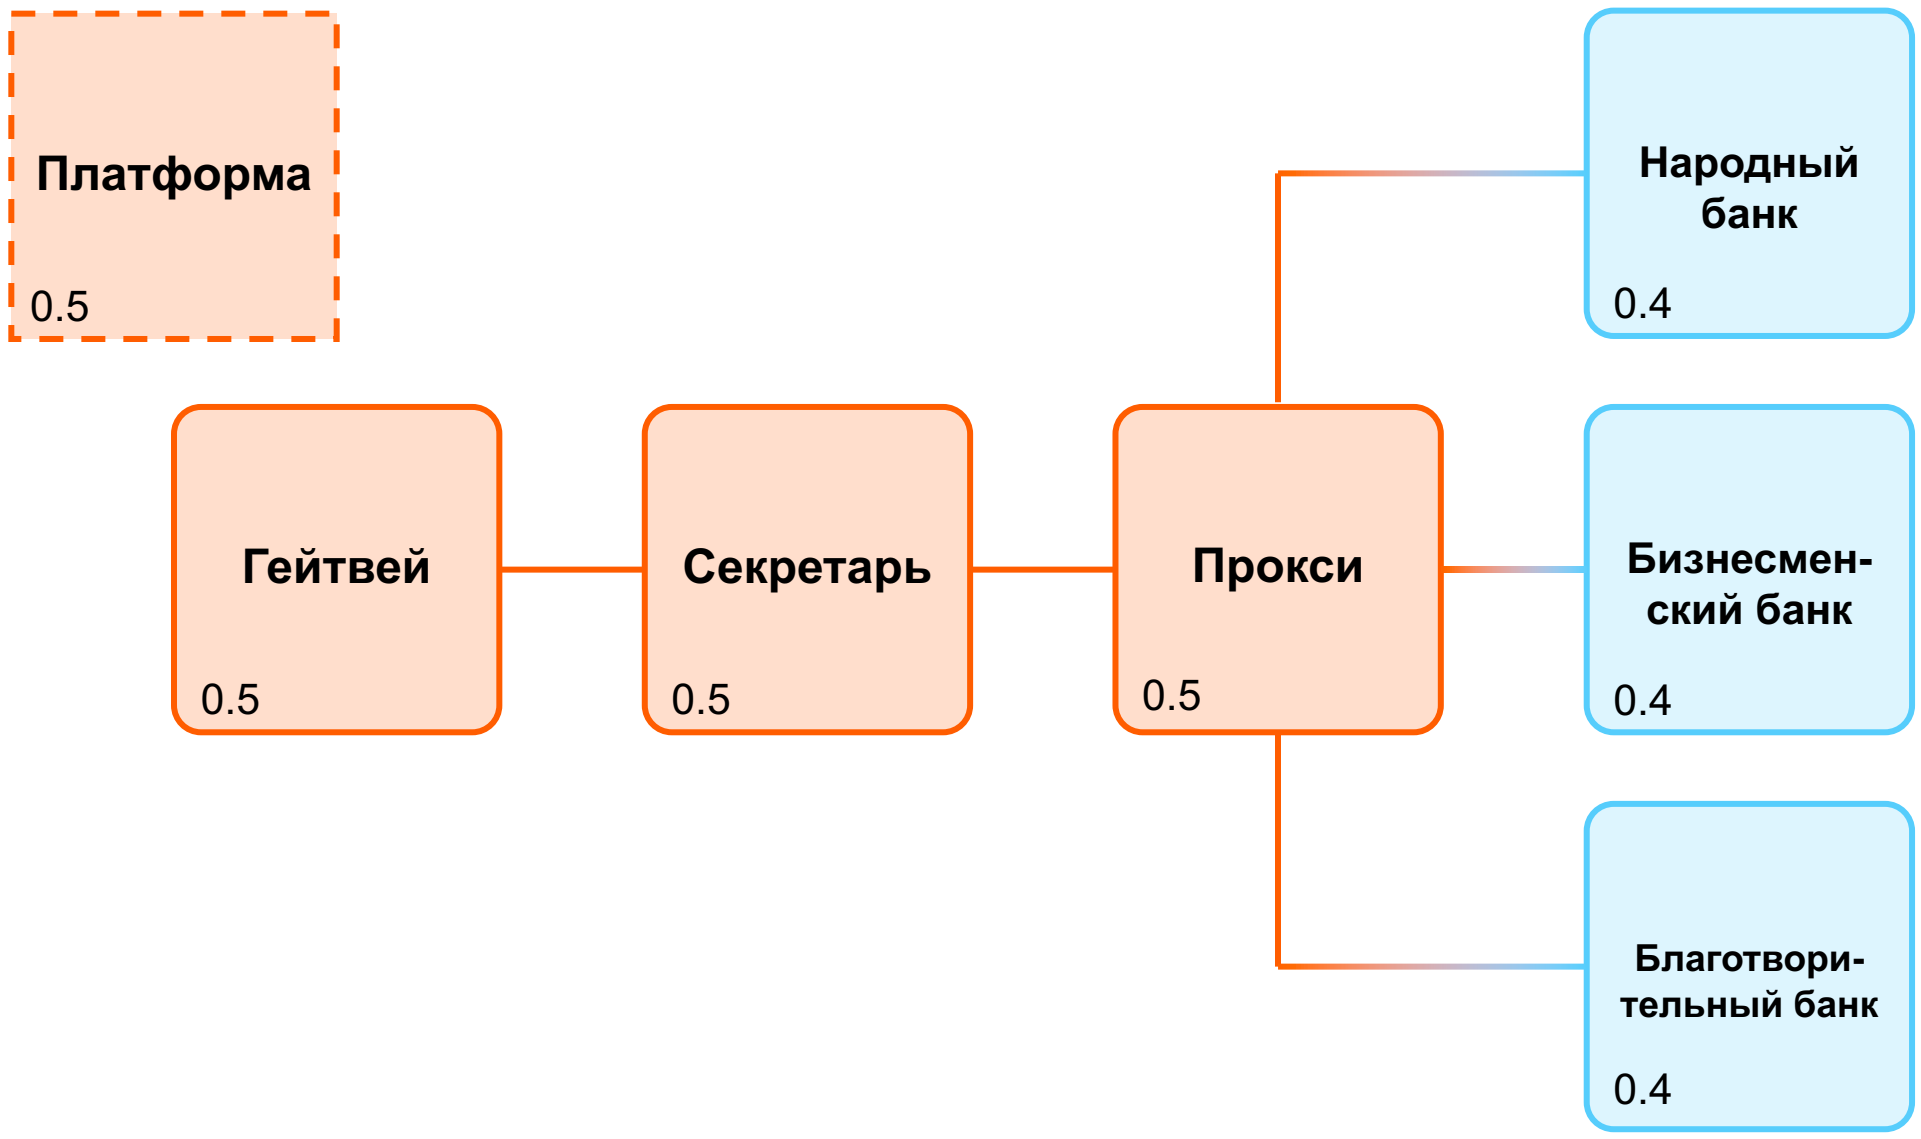 Платформа
0.5
Народный
банк
0.4
Гейтвей
0.5
Секретарь
0.5
Прокси
0.5
Бизнесмен-
ский банк
0.4
Благотвори-
тельный банк
0.4